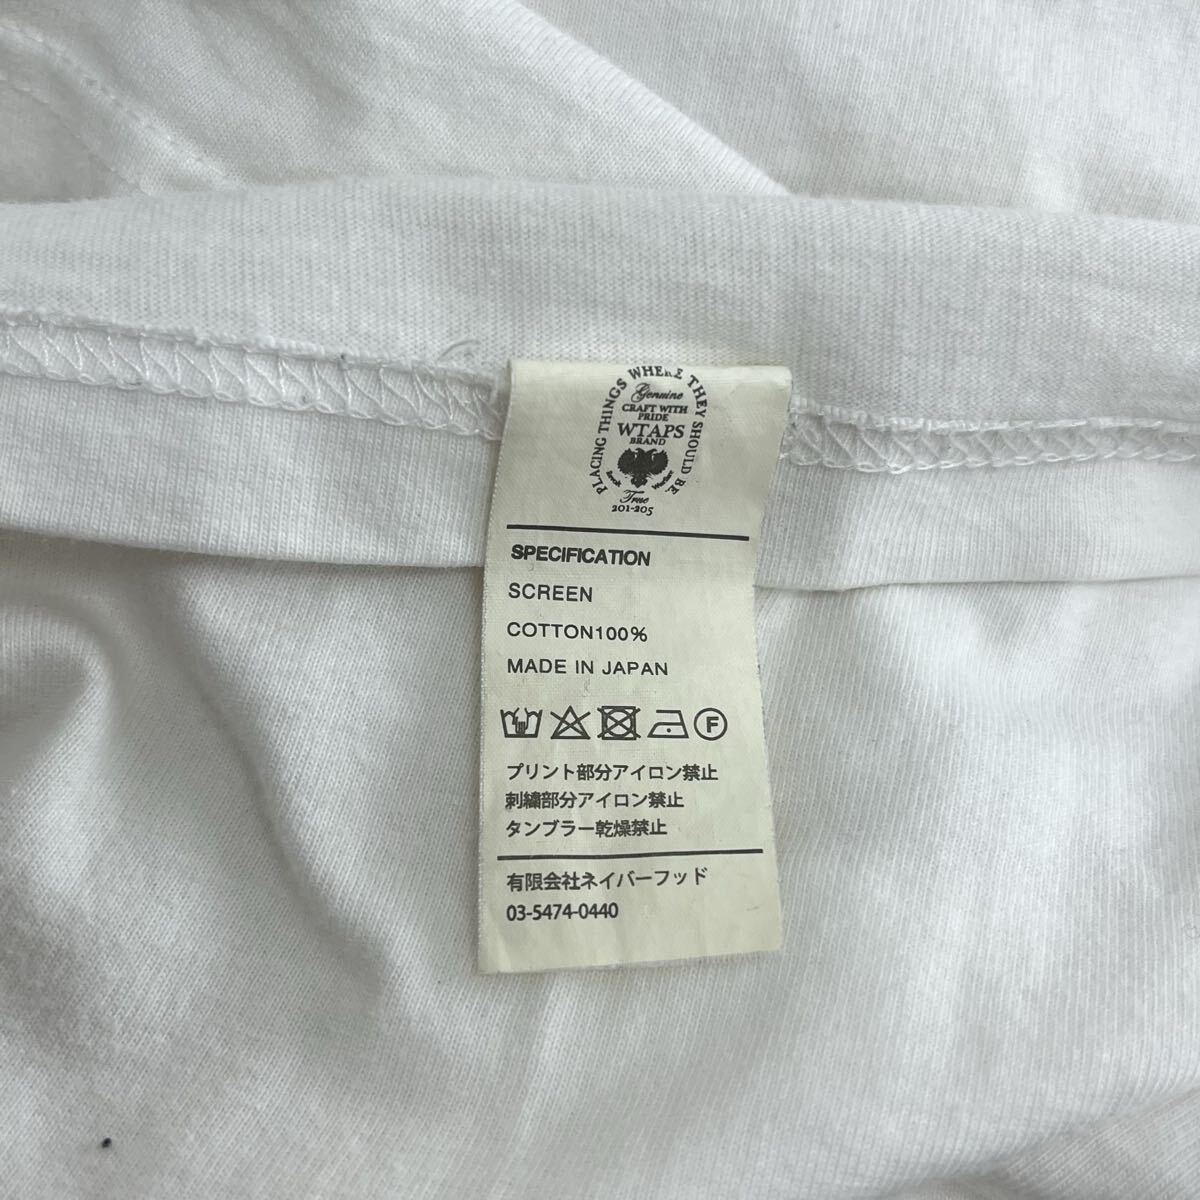 PLACING THINGS WHERE THEY SHOULD BE.
Genuine
CRAFT WITH
PRIDE
WTAPS
BRAND
True
201-205
SPECIFICATION
SCREEN
COTTON100%
MADE IN JAPAN
F
プリント部分アイロン禁止
刺繍部分アイロン禁止
タンブラー乾燥禁止
有限会社ネイバーフッド
03-5474-0440